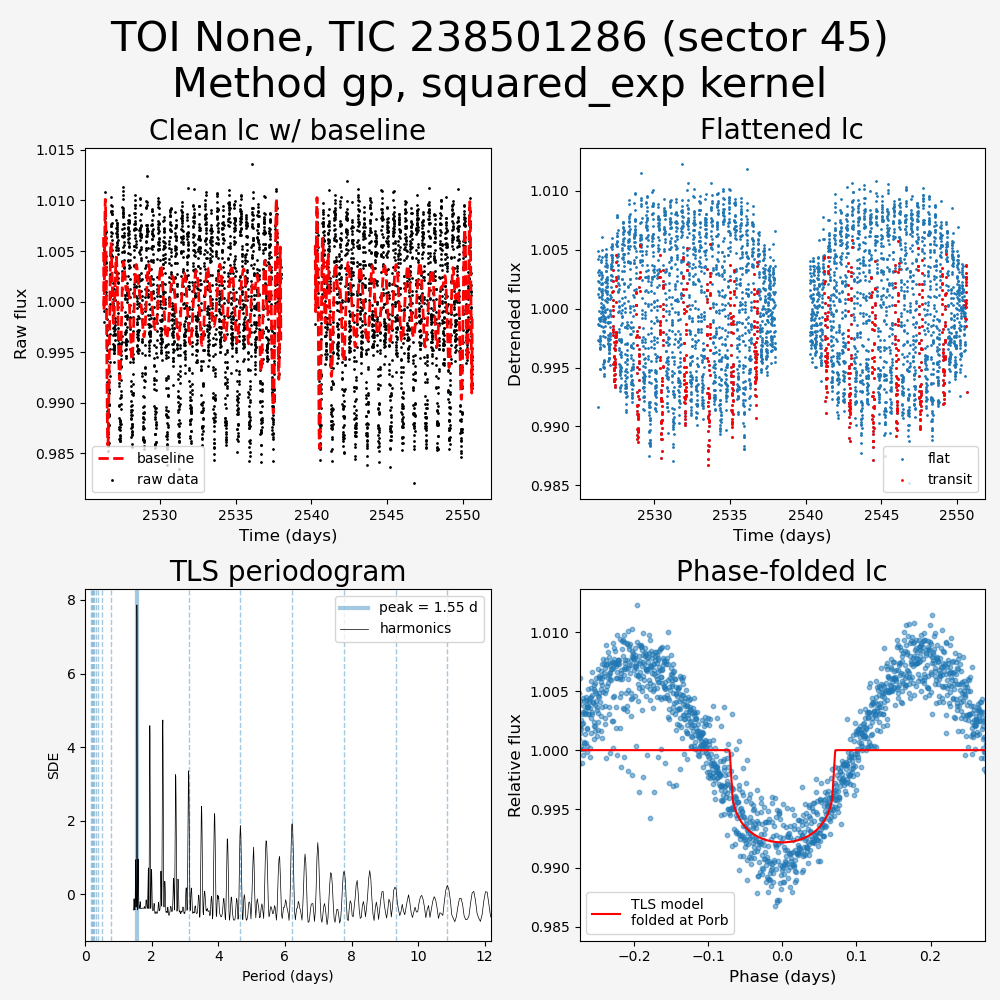 TOI None, TIC 238501286 (sector 45)
Method gp, squared_exp kernel
Clean lc w/ baseline
Raw flux
1.015
1.010
1.005
1.000
0.995
0.990
0.985
baseline
raw data
2530
2535
2540
2545
2550
Time (days)
Flattened lc
Detrended flux
1.010
1.005
1.000
0.995
0.990
0.985
flat
transit
2530
2535
2540
2545
2550
Time (days)
TLS periodogram
SDE
8
6
4
2
0
peak = 1.55 d
harmonics
0
2
4
6
8
10
12
Period (days)
Phase-folded lc
Relative flux
1.010
1.005
1.000
0.995
0.990
0.985
TLS model
folded at Porb
−0.2
−0.1
0.0
0.1
0.2
Phase (days)